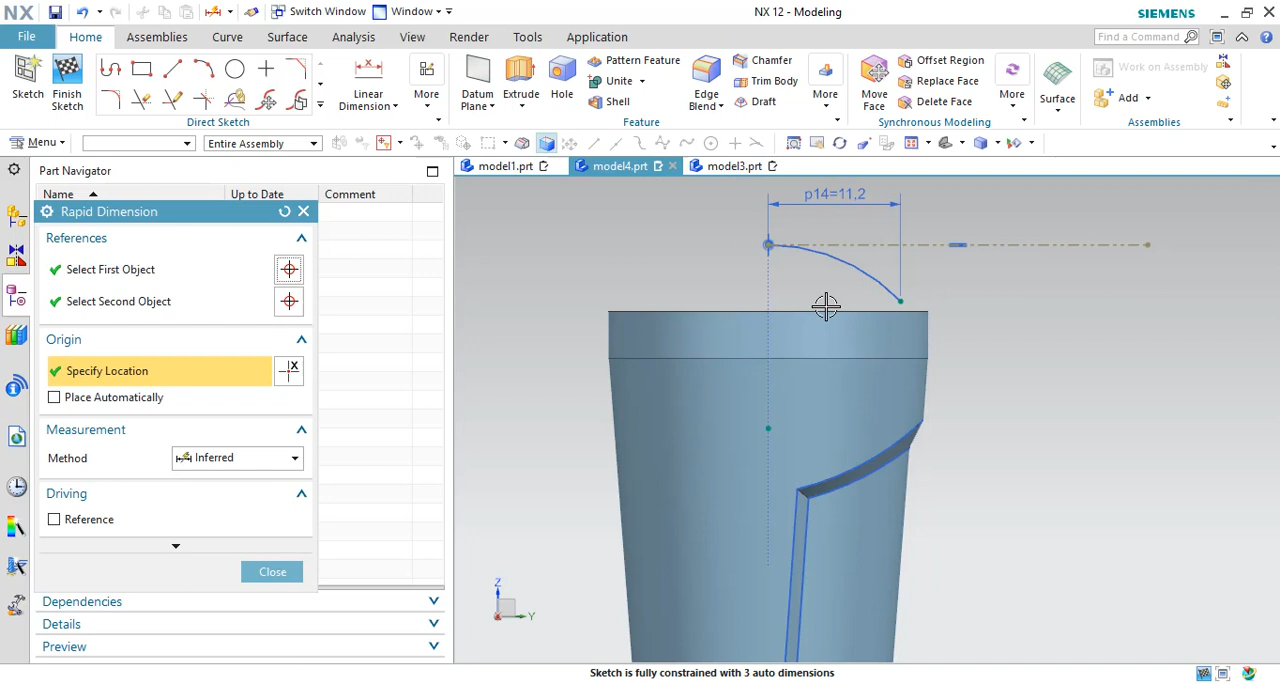 NX
Switch Window
Window
NX 12 - Modeling
SIEMENS
File
Home
Assemblies
Curve
Surface
Analysis
View
Render
Tools
Application
Find a Command
Sketch
Finish Sketch
Direct Sketch
Linear Dimension
More
Datum Plane
Extrude
Hole
Pattern Feature
Unite
Shell
Edge Blend
Chamfer
Trim Body
Draft
More
Feature
Move Face
Offset Region
Replace Face
Delete Face
More
Synchronous Modeling
Surface
Work on Assembly
Add
Assemblies
Menu
Entire Assembly
Part Navigator
model1.prt
model4.prt
model3.prt
Name
Up to Date
Comment
Rapid Dimension
References
Select First Object
Select Second Object
Origin
Specify Location
Place Automatically
Measurement
Method
Inferred
Driving
Reference
Close
Dependencies
Details
Preview
p14=11,2
Z
Y
Sketch is fully constrained with 3 auto dimensions